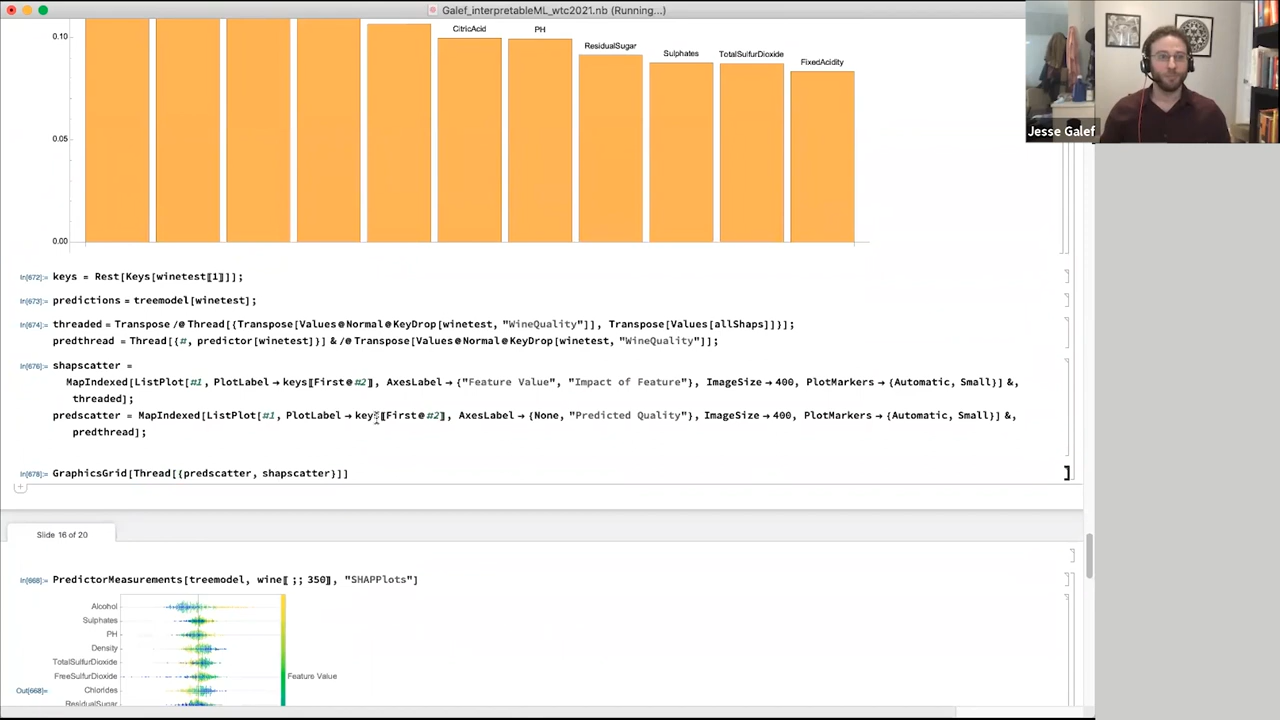 Galef_interpretableML_wtc2021.nb (Running...)
0.10
CitricAcid
PH
ResidualSugar
Sulphates
TotalSulfurDioxide
FixedAcidity
Jesse Galef
0.05
0.00
In[672]:= keys = Rest[Keys[winetest〚1〛]];
In[673]:= predictions = treemodel[winetest];
In[674]:= threaded = Transpose /@ Thread[{Transpose[Values@Normal@KeyDrop[winetest, "WineQuality"]], Transpose[Values[allShaps]]}];
predthread = Thread[{#, predictor[winetest]}] & /@ Transpose[Values@Normal@KeyDrop[winetest, "WineQuality"]];
In[676]:= shapscatter =
MapIndexed[ListPlot[#1, PlotLabel → keys〚First@#2〛, AxesLabel → {"Feature Value", "Impact of Feature"}, ImageSize → 400, PlotMarkers → {Automatic, Small}] &,
threaded];
predscatter = MapIndexed[ListPlot[#1, PlotLabel → keys〚First@#2〛, AxesLabel → {None, "Predicted Quality"}, ImageSize → 400, PlotMarkers → {Automatic, Small}] &,
predthread];
In[678]:= GraphicsGrid[Thread[{predscatter, shapscatter}]]
Slide 16 of 20
In[668]:= PredictorMeasurements[treemodel, wine〚 ;; 350〛, "SHAPPlots"]
Alcohol
Sulphates
PH
Density
TotalSulfurDioxide
FreeSulfurDioxide
Feature Value
Out[668]=
Chlorides
ResidualSugar